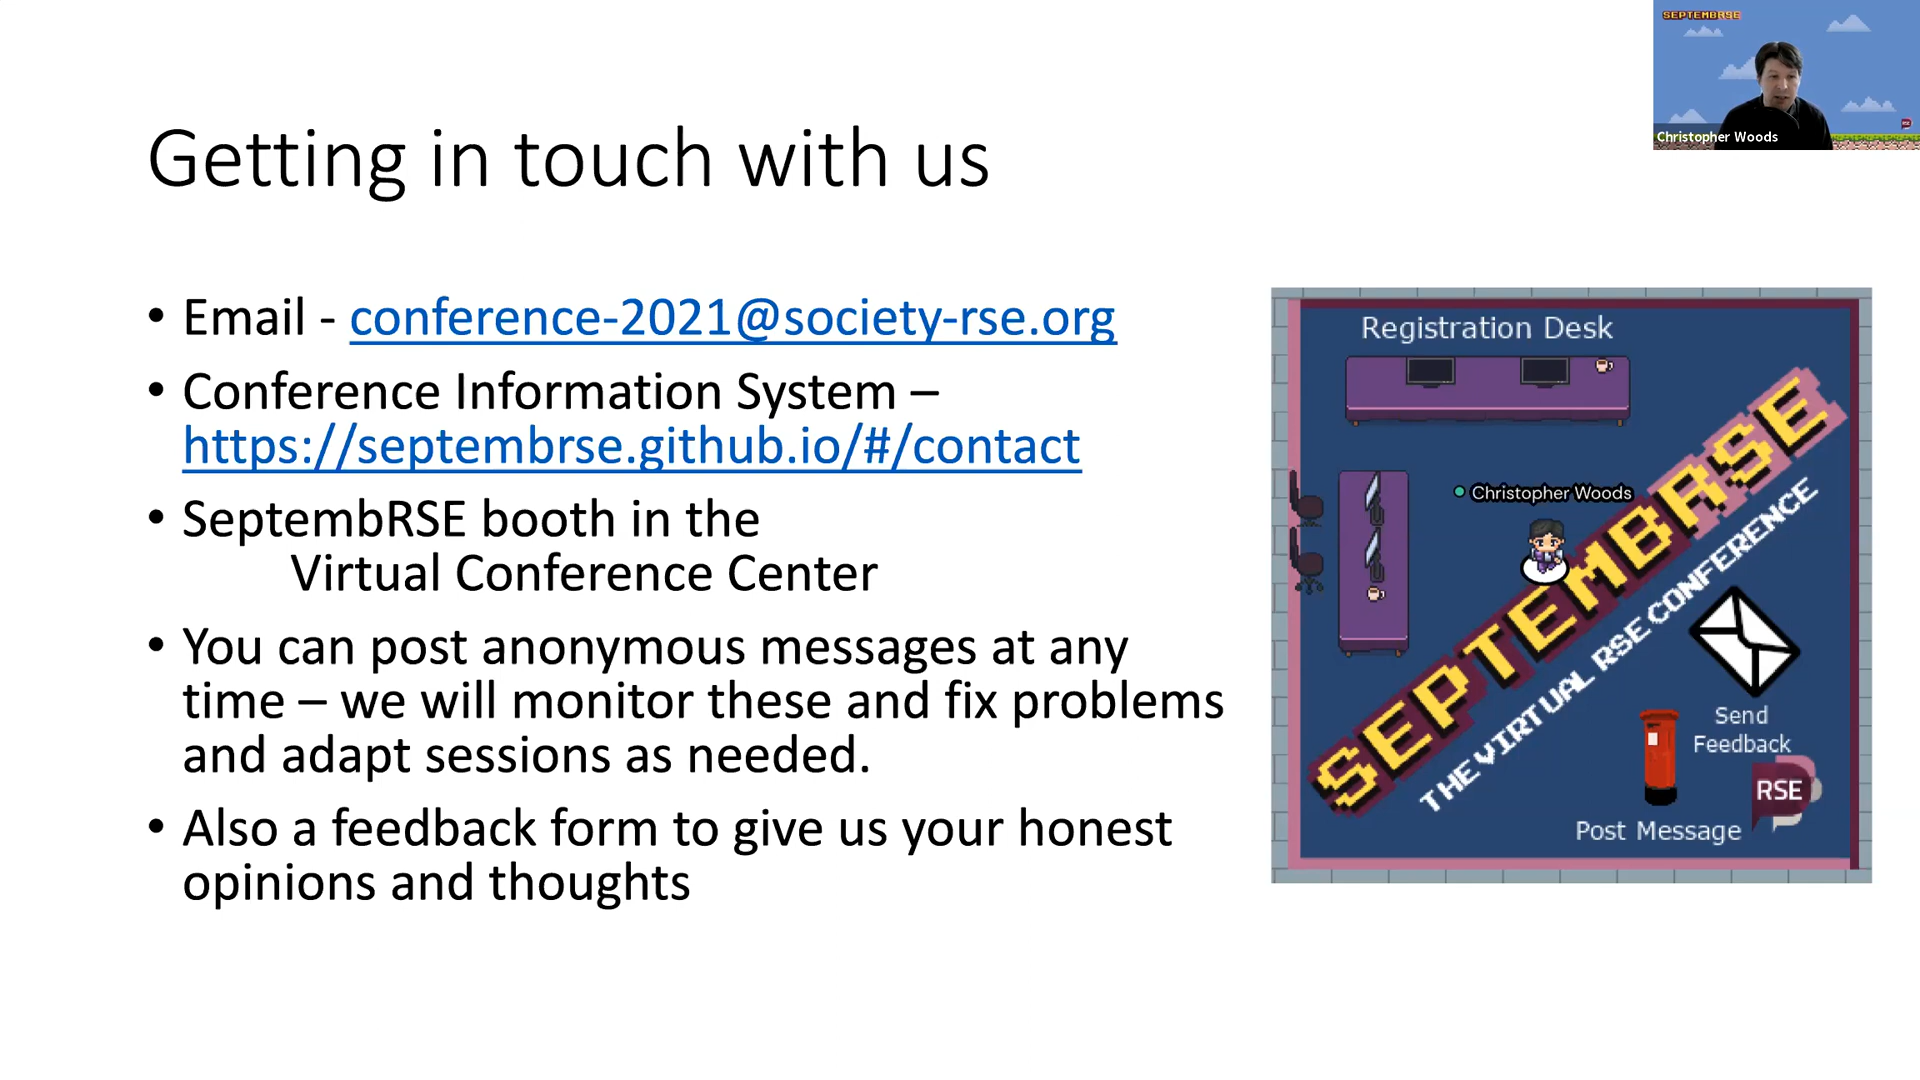 SEPTEMBRSE
Christopher Woods
Getting in touch with us
• Email - conference-2021@society-rse.org
• Conference Information System –
https://septembrse.github.io/#/contact
• SeptembRSE booth in the
Virtual Conference Center
• You can post anonymous messages at any
time – we will monitor these and fix problems
and adapt sessions as needed.
• Also a feedback form to give us your honest
opinions and thoughts
Registration Desk
Christopher Woods
SEPTEMBRSE
THE VIRTUAL RSE CONFERENCE
Send
Feedback
RSE
Post Message